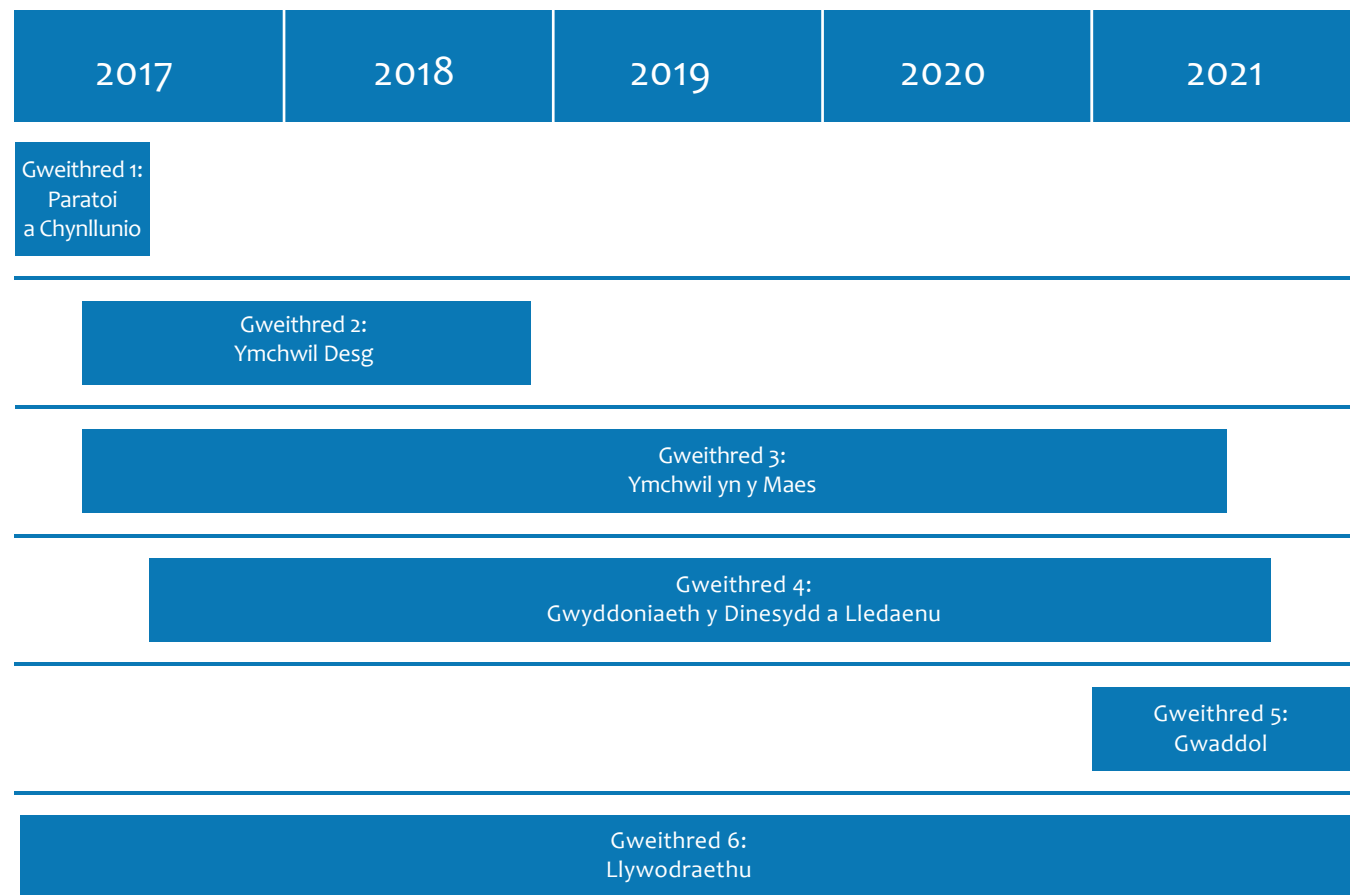 2017 2018 2019 2020 2021
Gweithred 1:
Paratoi
a Chynllunio
Gweithred 2:
Ymchwil Desg
Gweithred 3:
Ymchwil yn y Maes
Gweithred 4:
Gwyddoniaeth y Dinesydd a Lledaenu
Gweithred 5:
Gwaddol
Gweithred 6:
Llywodraethu